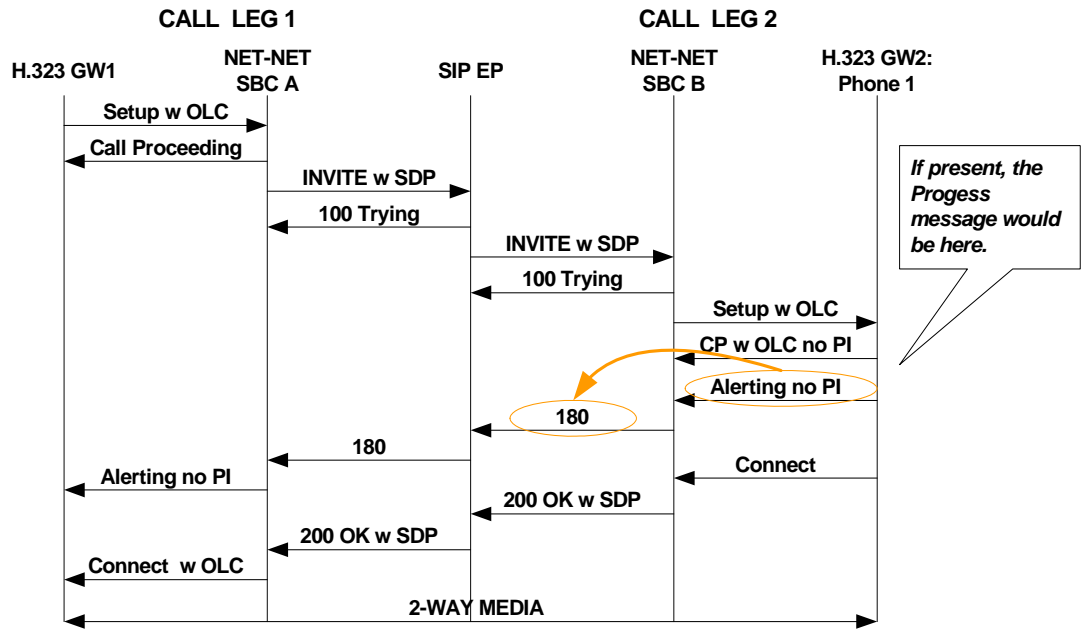 CALL LEG 1
CALL LEG 2
H.323 GW1
NET-NET
SBC A
SIP EP
NET-NET
SBC B
H.323 GW2:
Phone 1
Setup w OLC
Call Proceeding
INVITE w SDP
100 Trying
INVITE w SDP
100 Trying
Setup w OLC
CP w OLC no PI
Alerting no PI
If present, the
Progess
message would
be here.
180
180
Alerting no PI
Connect
200 OK w SDP
200 OK w SDP
Connect w OLC
2-WAY MEDIA